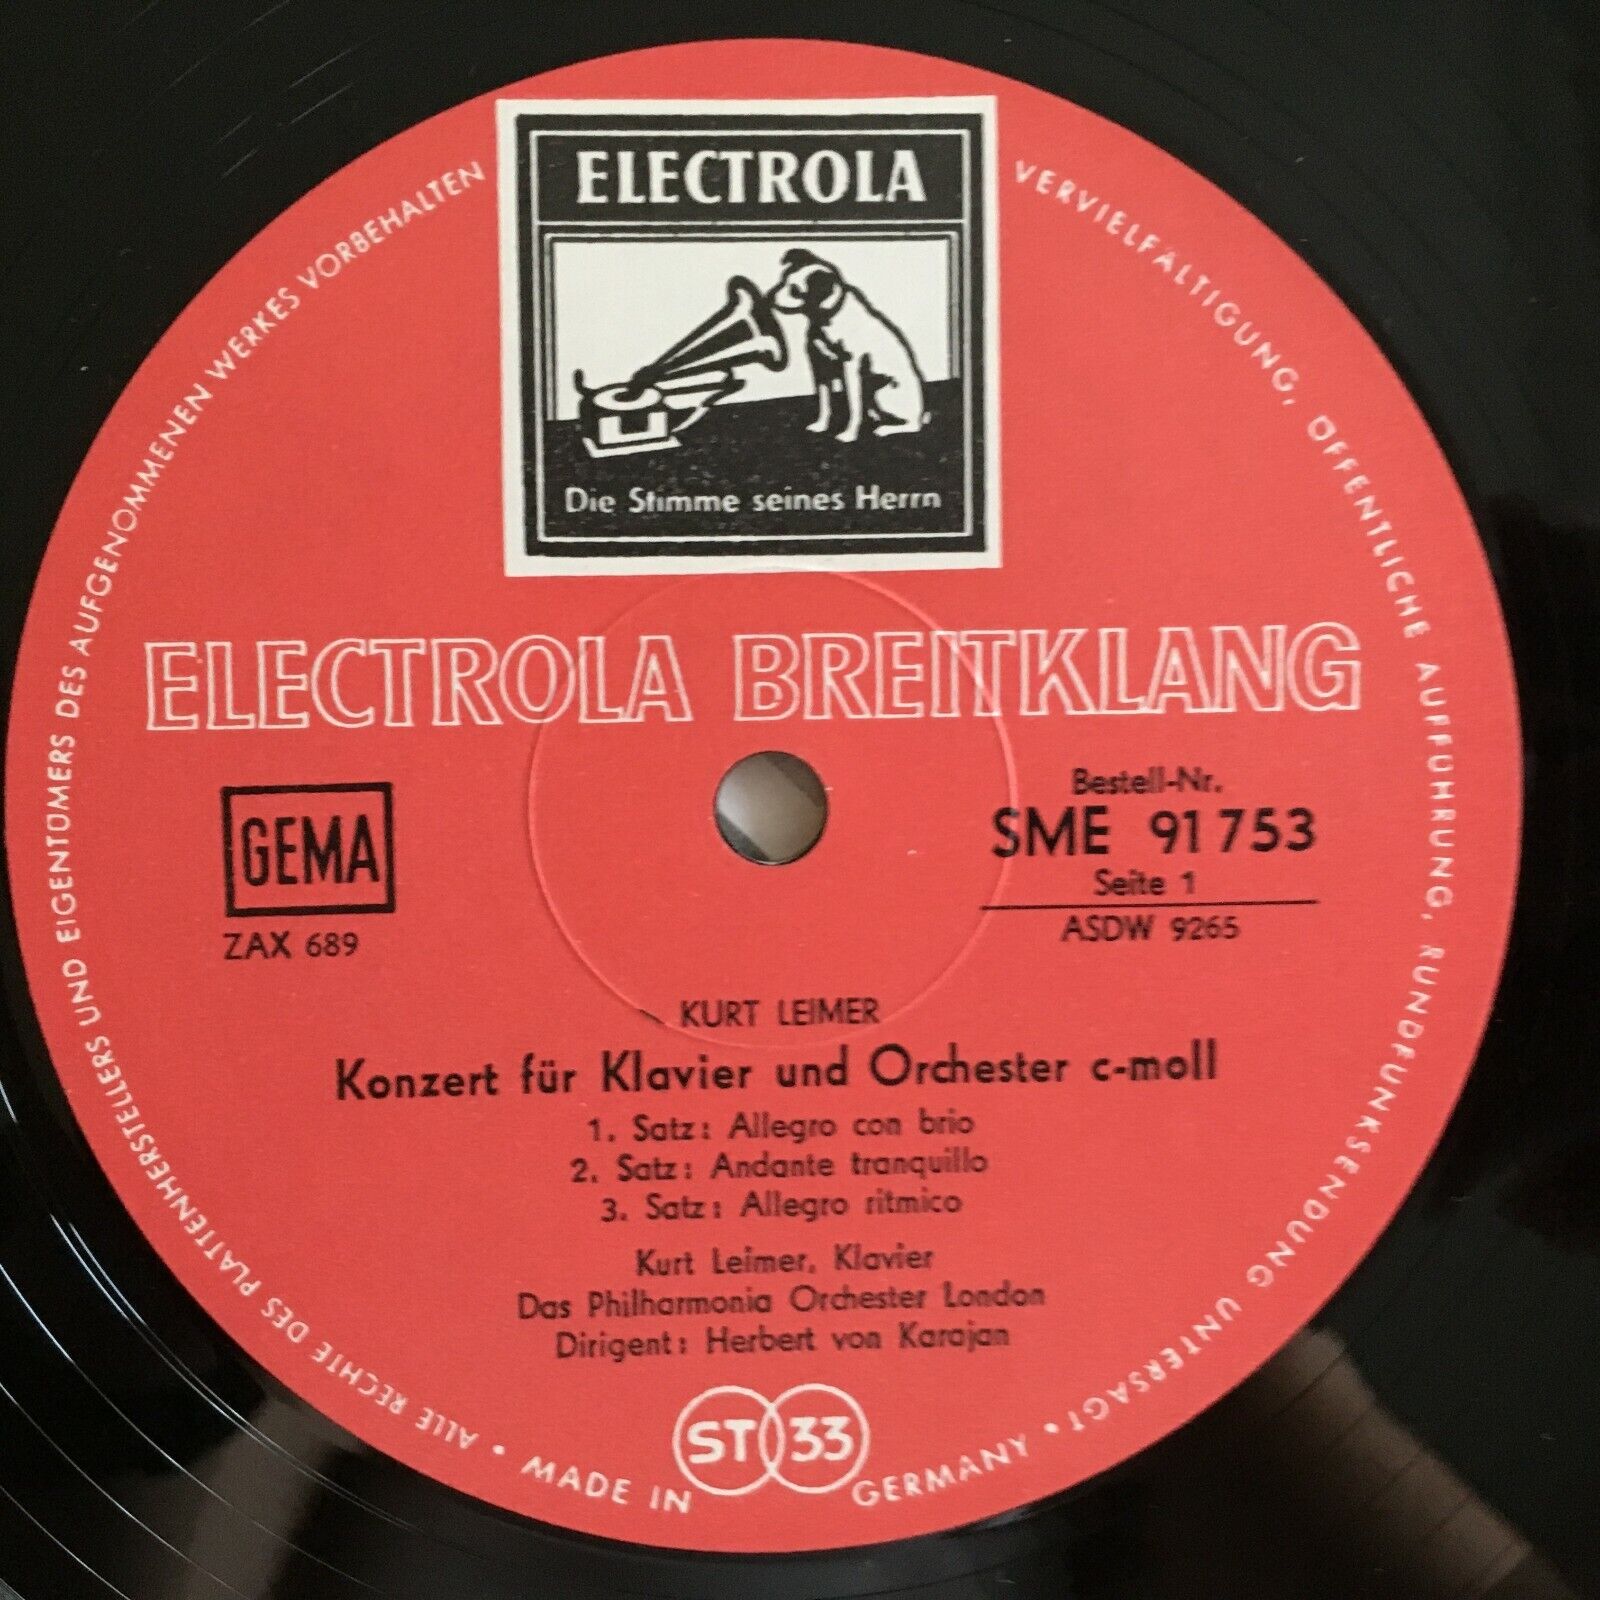 ELECTROLA
Die Stimme seines Herrn
ELECTROLA BREITKLANG
GEMA
ZAX 689
Bestell-Nr.
SME 91 753
Seite 1
ASDW 9265
KURT LEIMER
Konzert für Klavier und Orchester c-moll
1. Satz: Allegro con brio
2. Satz: Andante tranquillo
3. Satz: Allegro ritmico
Kurt Leimer, Klavier
Das Philharmonia Orchester London
Dirigent: Herbert von Karajan
ST 33
MADE IN GERMANY
• ALLE RECHTE DES PLATTENHERSTELLERS UND EIGENTÜMERS DES AUFGENOMMENEN WERKES VORBEHALTEN
VERVIELFÄLTIGUNG, ÖFFENTLICHE AUFFÜHRUNG, RUNDFUNKSENDUNG UNTERSAGT •